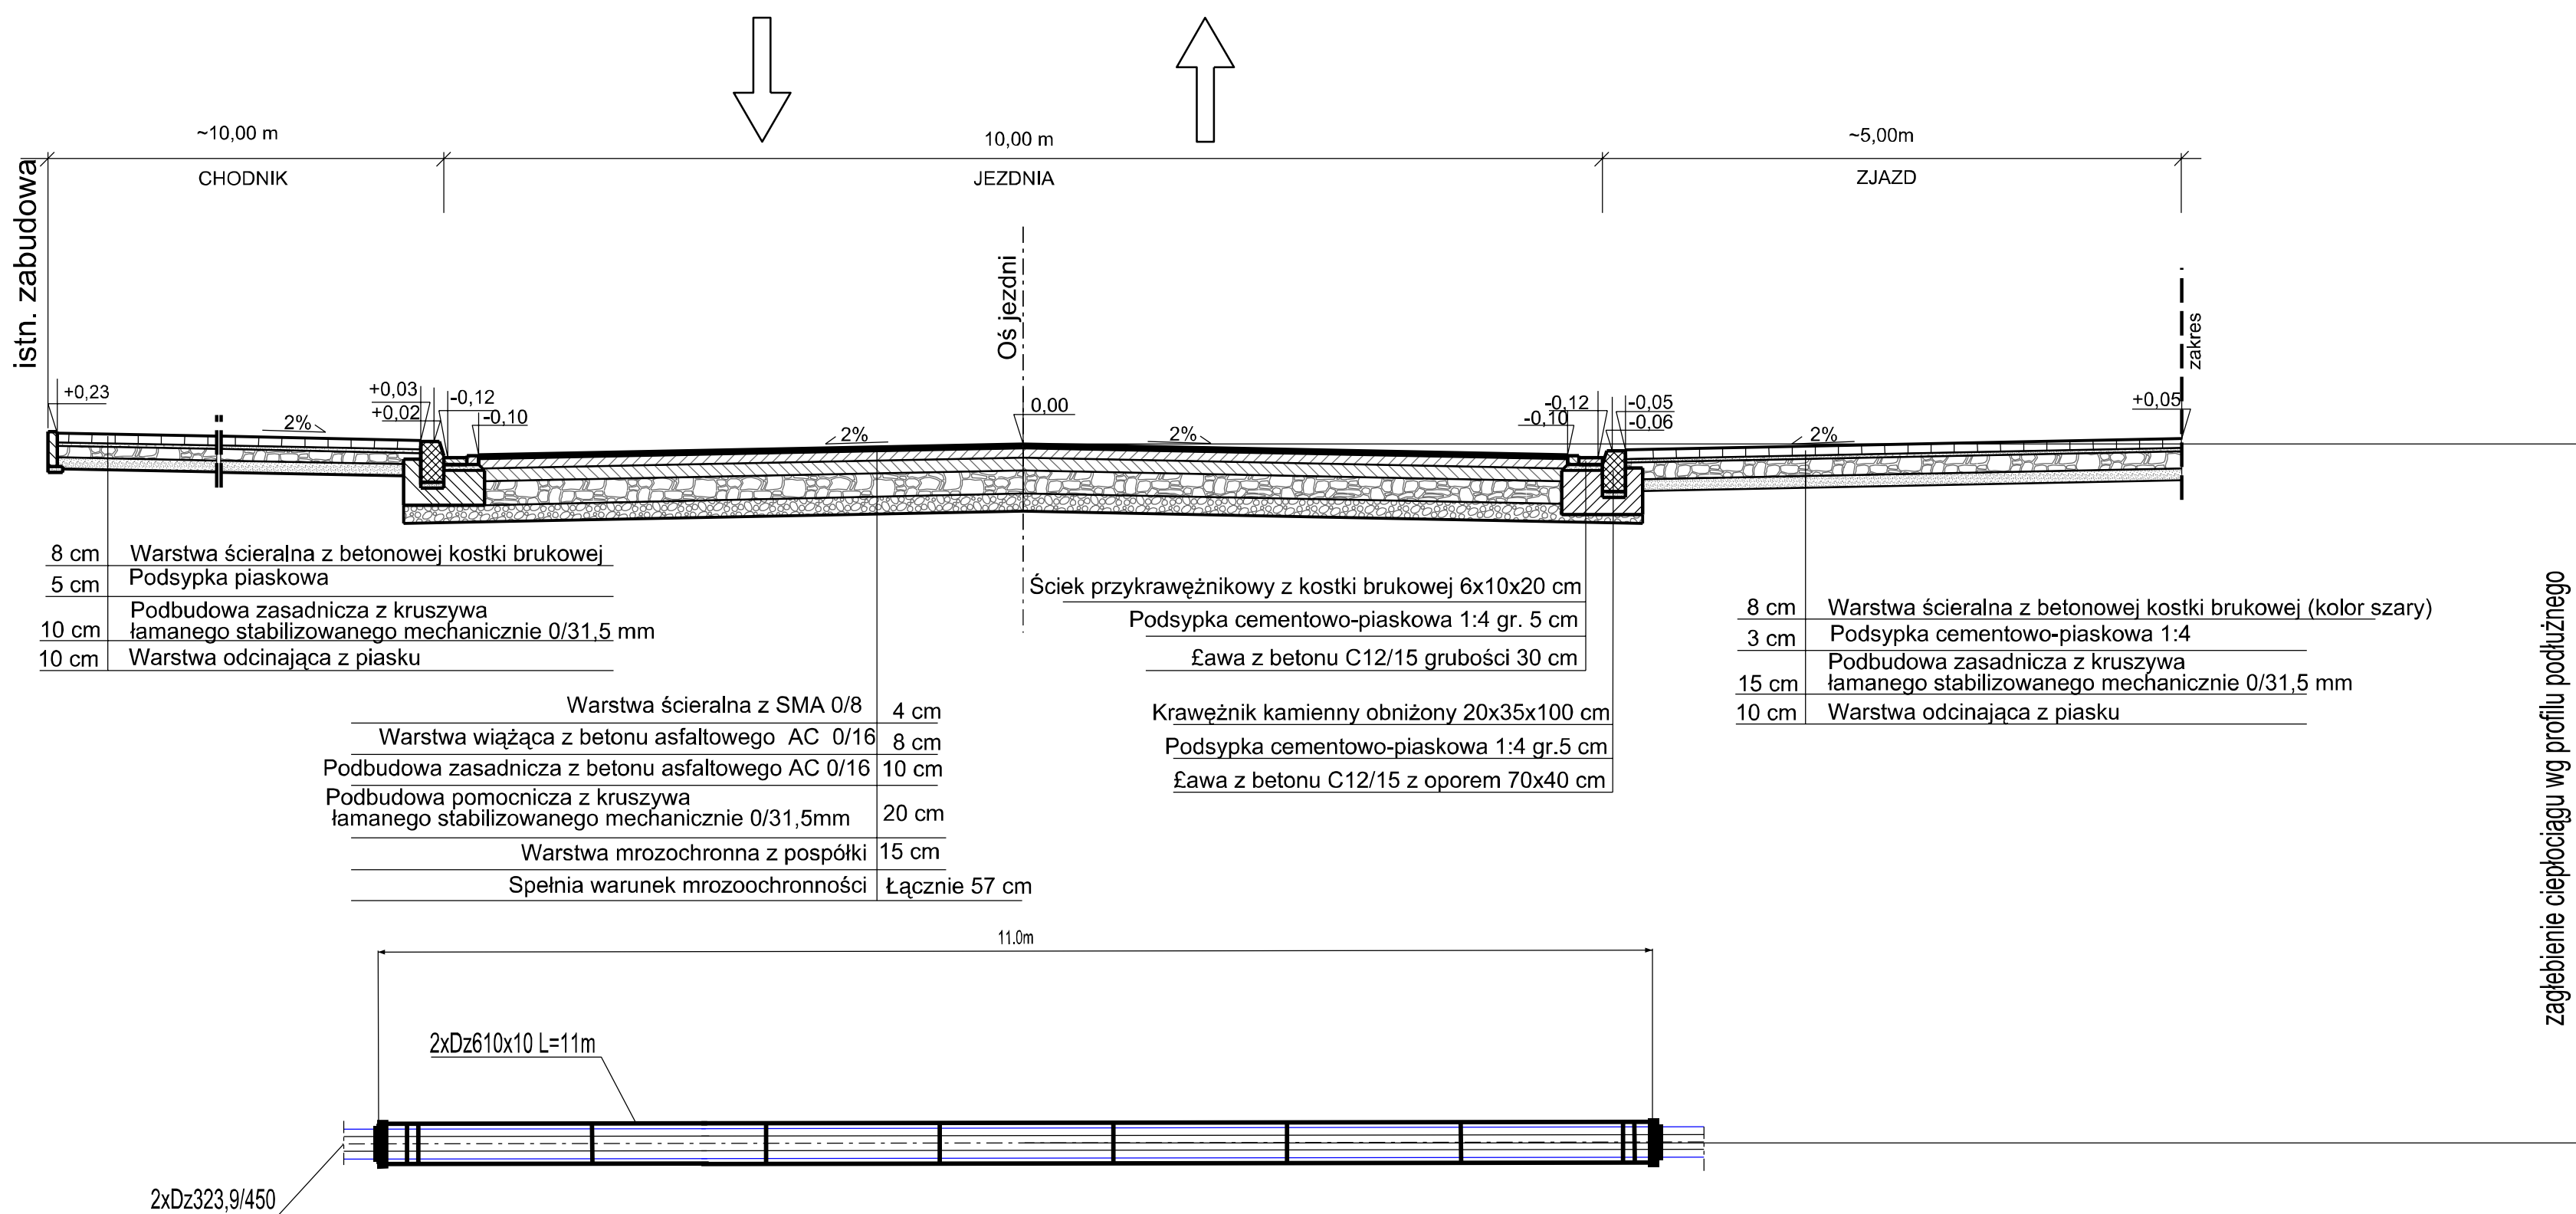 ~10,00 m
10,00 m
~5,00m
CHODNIK
JEZDNIA
ZJAZD
istn. zabudowa
Oś jezdni
zakres
+0,23
+0,03
+0,02
-0,12
-0,10
0,00
-0,12
-0,10
-0,05
-0,06
+0,05
2%
2%
2%
2%
8 cm Warstwa ścieralna z betonowej kostki brukowej
5 cm Podsypka piaskowa
Podbudowa zasadnicza z kruszywa
10 cm łamanego stabilizowanego mechanicznie 0/31,5 mm
10 cm Warstwa odcinająca z piasku
Ściek przykrawężnikowy z kostki brukowej 6x10x20 cm
Podsypka cementowo-piaskowa 1:4 gr. 5 cm
£awa z betonu C12/15 grubości 30 cm
8 cm Warstwa ścieralna z betonowej kostki brukowej (kolor szary)
3 cm Podsypka cementowo-piaskowa 1:4
Podbudowa zasadnicza z kruszywa
15 cm łamanego stabilizowanego mechanicznie 0/31,5 mm
10 cm Warstwa odcinająca z piasku
Warstwa ścieralna z SMA 0/8 4 cm
Warstwa wiążąca z betonu asfaltowego AC 0/16 8 cm
Podbudowa zasadnicza z betonu asfaltowego AC 0/16 10 cm
Podbudowa pomocnicza z kruszywa
łamanego stabilizowanego mechanicznie 0/31,5mm 20 cm
Warstwa mrozochronna z pospółki 15 cm
Spełnia warunek mrozoochronności Łącznie 57 cm
Krawężnik kamienny obniżony 20x35x100 cm
Podsypka cementowo-piaskowa 1:4 gr.5 cm
£awa z betonu C12/15 z oporem 70x40 cm
zagłebienie ciepłociągu wg profilu podłużnego
11.0m
2xDz610x10 L=11m
2xDz323,9/450